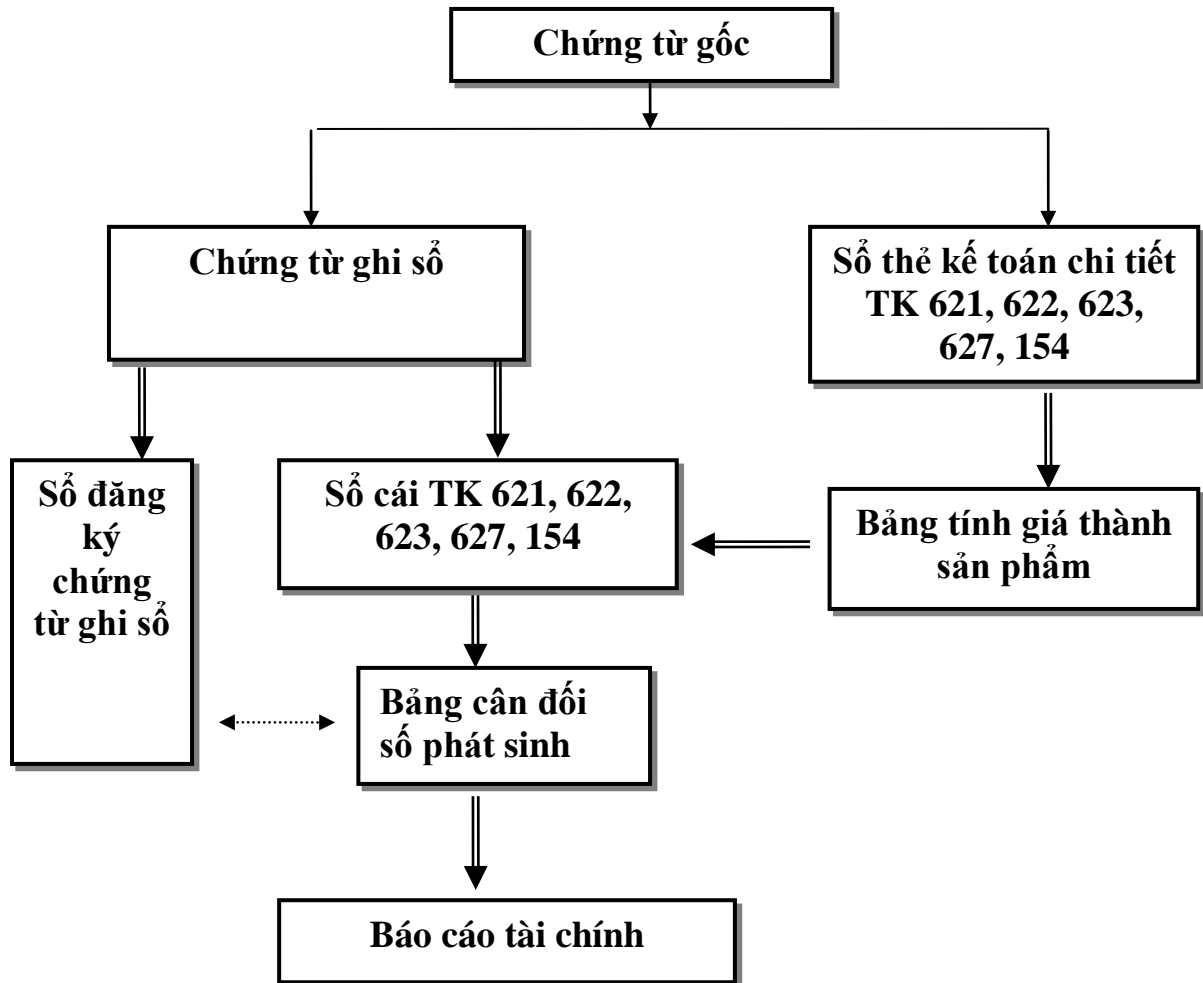 Chứng từ gốc
Chứng từ ghi sổ
Sổ thẻ kế toán chi tiết
TK 621, 622, 623,
627, 154
Sổ đăng
ký
chứng
từ ghi sổ
Sổ cái TK 621, 622,
623, 627, 154
Bảng tính giá thành
sản phẩm
Bảng cân đối
số phát sinh
Báo cáo tài chính